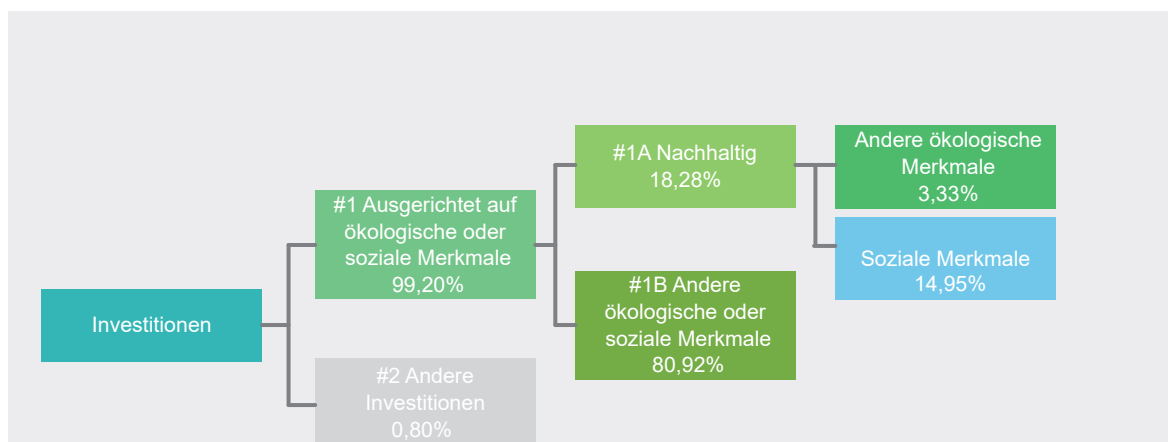 Investitionen
#1 Ausgerichtet auf
ökologische oder
soziale Merkmale
99,20%
#2 Andere
Investitionen
0,80%
#1A Nachhaltig
18,28%
#1B Andere
ökologische oder
soziale Merkmale
80,92%
Andere ökologische
Merkmale
3,33%
Soziale Merkmale
14,95%